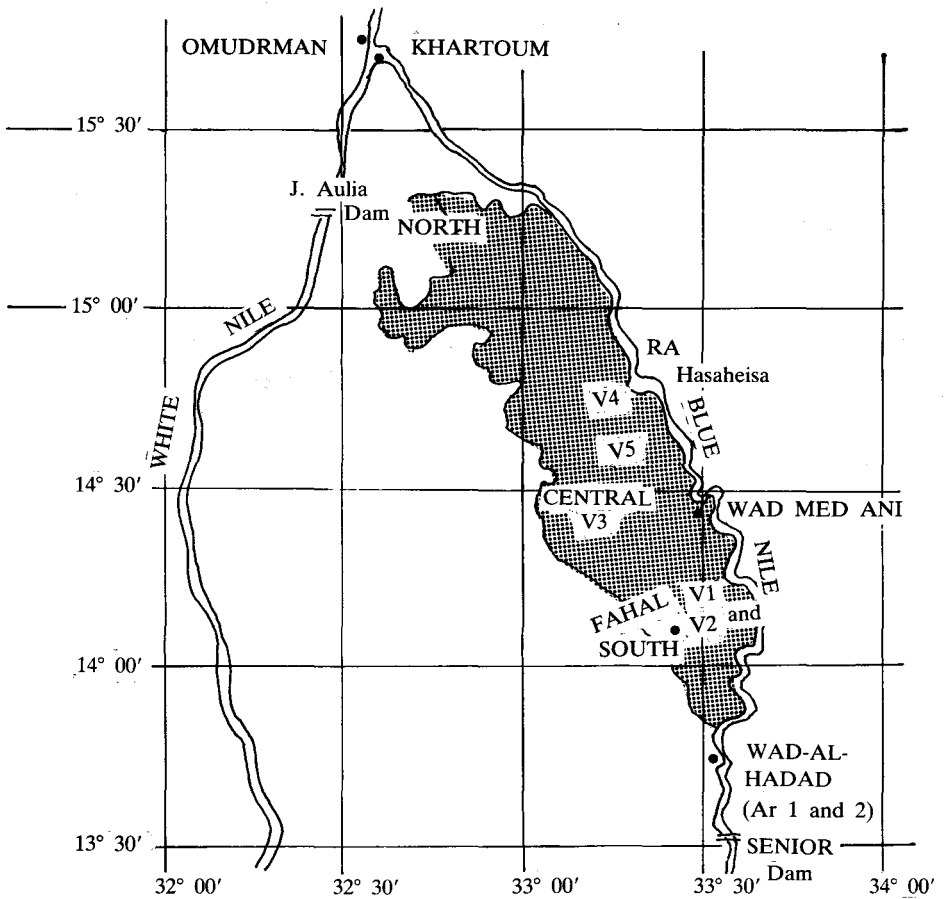 OMUDRMAN
KHARTOUM
15° 30′
J. Aulia
Dam
NORTH
NILE
15° 00′
RA
Hasaheisa
V4
BLUE
WHITE
V5
14° 30′
CENTRAL
V3
WAD MED ANI
NILE
V1
FAHAL
and
V2
SOUTH
14° 00′
WAD-AL-
HADAD
(Ar 1 and 2)
13° 30′
SENIOR
Dam
32° 00′
32° 30′
33° 00′
33° 30′
34° 00′